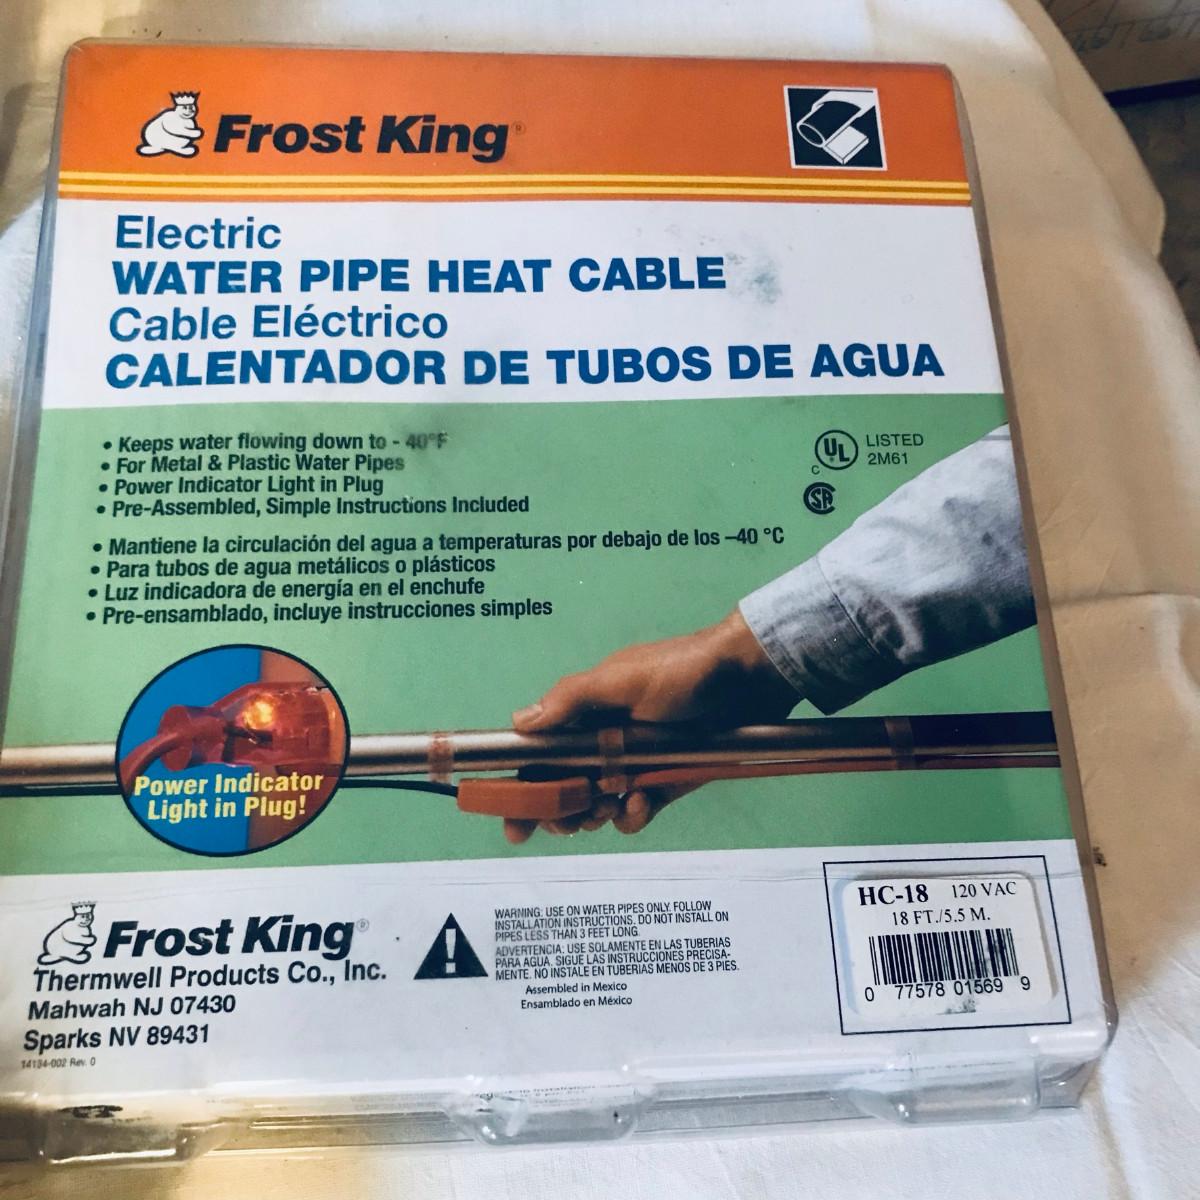 Frost King®
Electric
WATER PIPE HEAT CABLE
Cable Eléctrico
CALENTADOR DE TUBOS DE AGUA
• Keeps water flowing down to - 40°F
• For Metal & Plastic Water Pipes
• Power Indicator Light in Plug
• Pre-Assembled, Simple Instructions Included
• Mantiene la circulación del agua a temperaturas por debajo de los –40 °C
• Para tubos de agua metálicos o plásticos
• Luz indicadora de energía en el enchufe
• Pre-ensamblado, incluye instrucciones simples
C UL LISTED
2M61
SA
Power Indicator
Light in Plug!
Frost King®
Thermwell Products Co., Inc.
Mahwah NJ 07430
Sparks NV 89431
14134-002 Rev. 0
WARNING: USE ON WATER PIPES ONLY. FOLLOW
INSTALLATION INSTRUCTIONS. DO NOT INSTALL ON
PIPES LESS THAN 3 FEET LONG.
ADVERTENCIA: USE SOLAMENTE EN LAS TUBERIAS
PARA AGUA. SIGUE LAS INSTRUCCIONES PRECISA-
MENTE. NO INSTALE EN TUBERIAS MENOS DE 3 PIES.
Assembled in Mexico
Ensamblado en México
HC-18 120 VAC
18 FT./5.5 M.
0 77578 01569 9